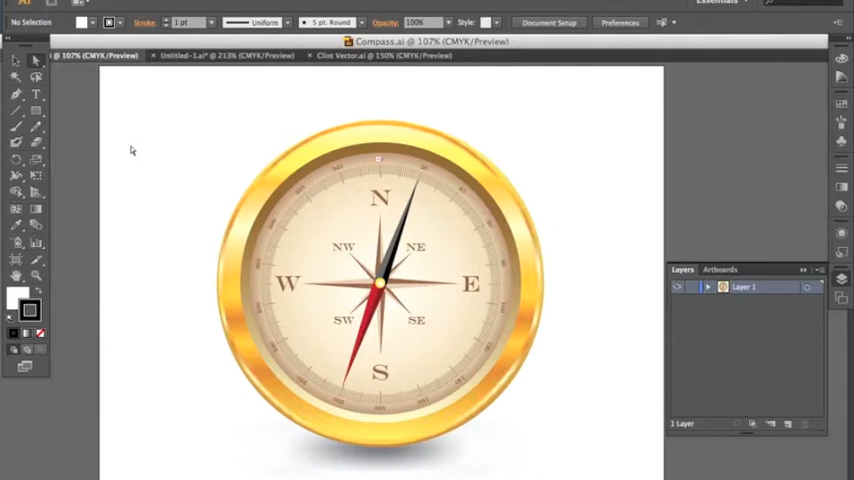 Essentials
No Selection Stroke: 1 pt Uniform 5 pt. Round Opacity: 100% Style: Document Setup Preferences
Compass.ai @ 107% (CMYK/Preview)
@ 107% (CMYK/Preview) × Untitled-1.ai* @ 213% (CMYK/Preview) × Clint Vector.ai @ 150% (CMYK/Preview)
N
NW NE
W E
SW SE
S
Layers Artboards
Layer 1
1 Layer